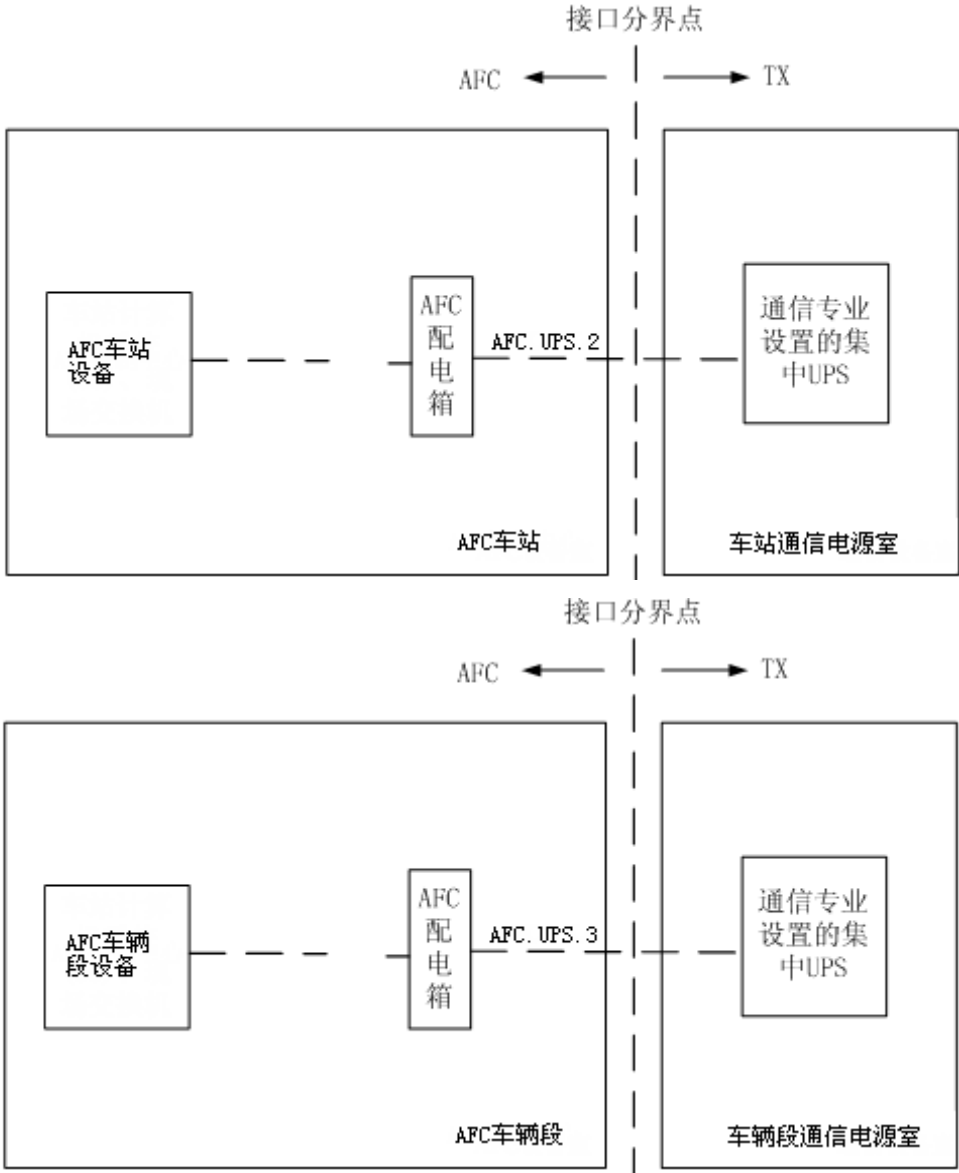 接口分界点
AFC
TX
AFC车站
设备
AFC
配
电
箱
AFC.UPS.2
通信专业
设置的集
中UPS
AFC车站
车站通信电源室
接口分界点
AFC
TX
AFC车辆
段设备
AFC
配
电
箱
AFC.UPS.3
通信专业
设置的集
中UPS
AFC车辆段
车辆段通信电源室